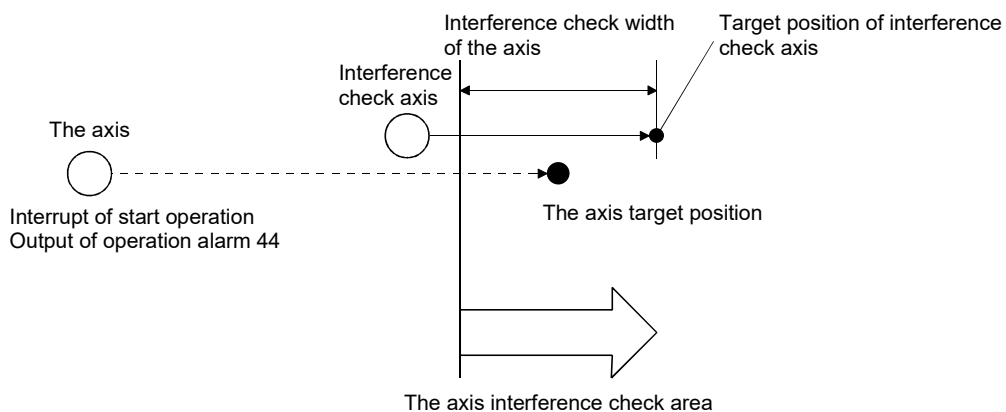 Interference check width
of the axis
Target position of interference
check axis
Interference
check axis
The axis
Interrupt of start operation
Output of operation alarm 44
The axis target position
The axis interference check area